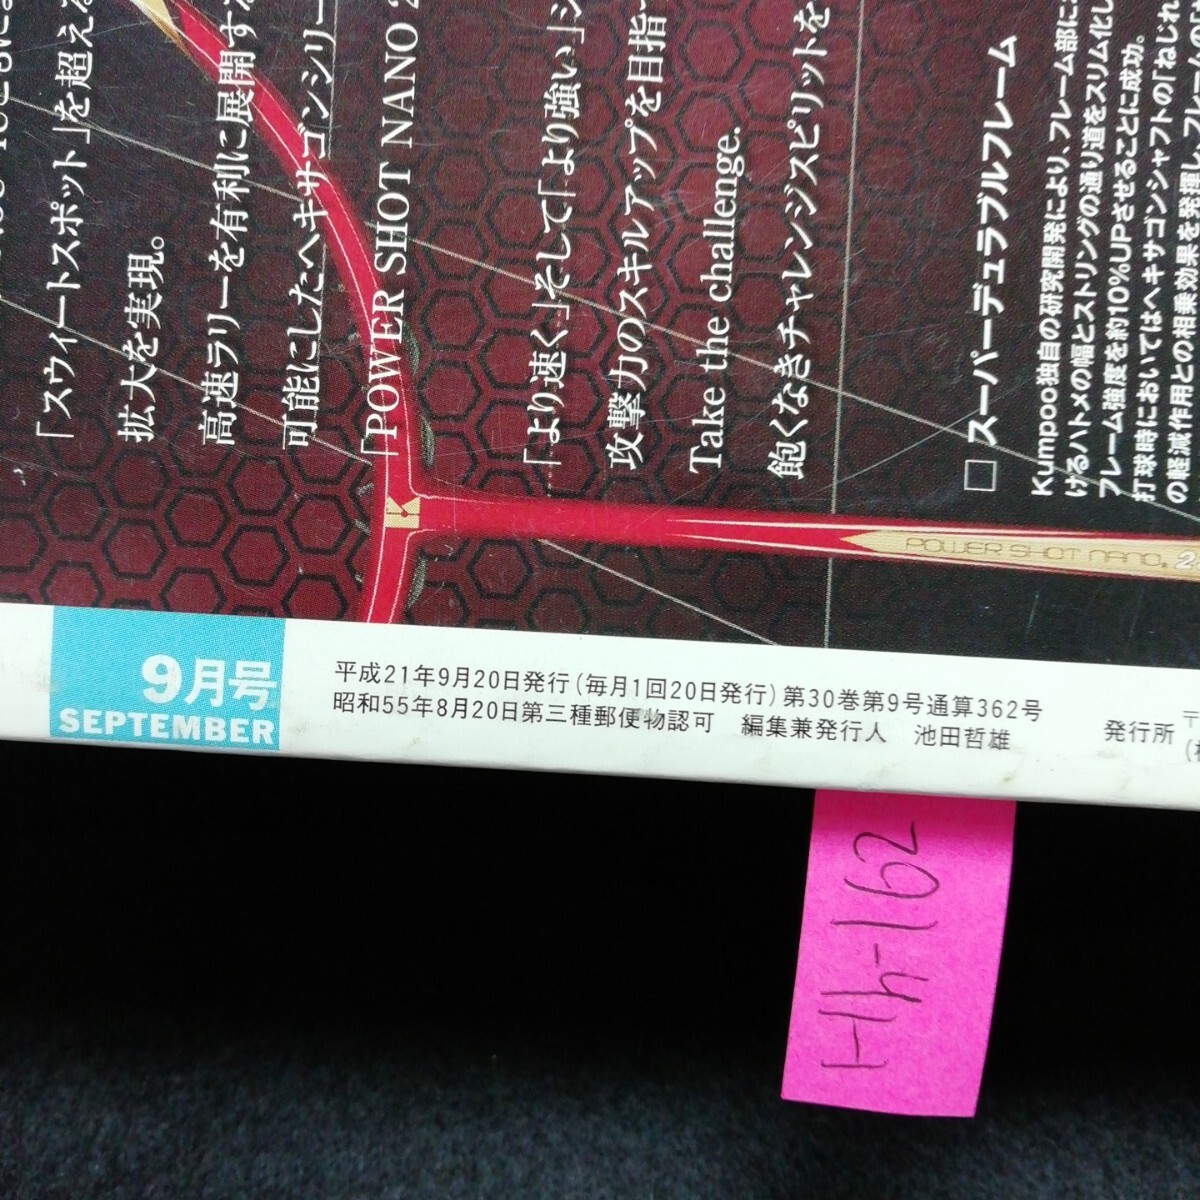 「スウィートスポット」を超える
拡大を実現。
高速ラリーを有利に展開する
可能にしたヘキサゴンシリー
「POWER SHOT NANO 2
「より速く」そして「より強い」シ
攻撃力のスキルアップを目指す
Take the challenge.
飽くなきチャレンジスピリットを
□ スーパーデュラブルフレーム
Kumpoo独自の研究開発により、フレーム部にお
けるハトメの幅とストリングの通り道をスリム化し
フレーム強度を約10%UPさせることに成功。
打球時においてはヘキサゴンシャフトの「ねじれ
の軽減作用との相乗効果を発揮し、フレームの
POWER SHOT NANO. 2
9月号
SEPTEMBER
平成21年9月20日発行(毎月1回20日発行)第30巻第9号通算362号
昭和55年8月20日第三種郵便物認可 編集兼発行人 池田哲雄
発行所
Hh-162